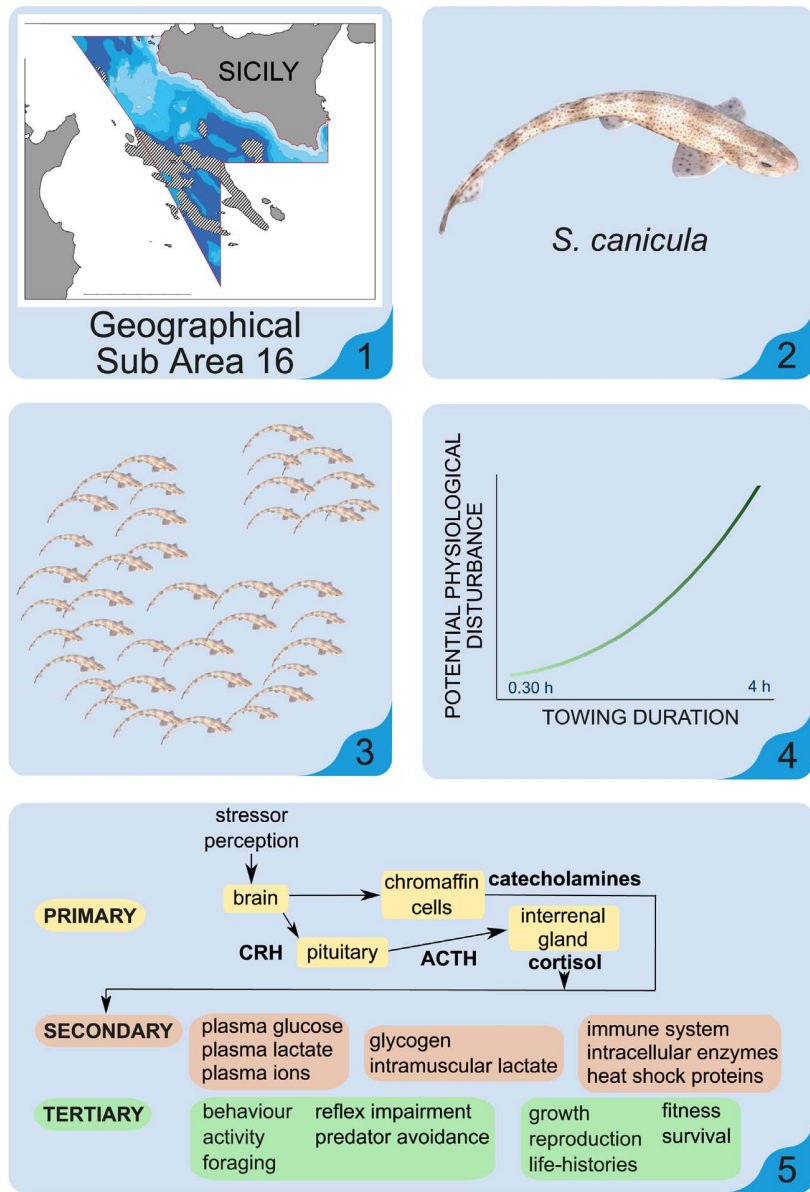 SICILY
Geographical
Sub Area 16
1
S. canicula
2
3
POTENTIAL PHYSIOLOGICAL
DISTURBANCE
0.30 h
4 h
TOWING DURATION
4
stressor
perception
PRIMARY
brain
chromaffin
cells
catecholamines
CRH
pituitary
ACTH
interrenal
gland
cortisol
SECONDARY
plasma glucose
plasma lactate
plasma ions
glycogen
intramuscular lactate
immune system
intracellular enzymes
heat shock proteins
TERTIARY
behaviour
activity
foraging
reflex impairment
predator avoidance
growth
reproduction
life-histories
fitness
survival
5